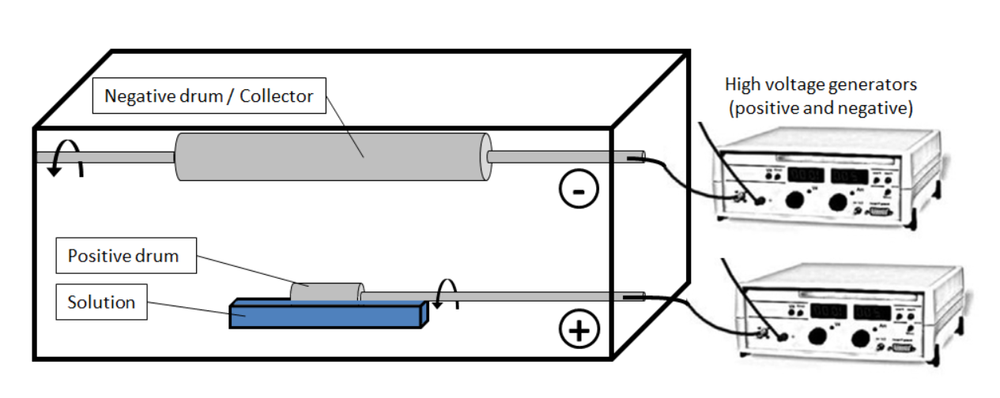 High voltage generators
(positive and negative)
Negative drum / Collector
-
Positive drum
Solution
+